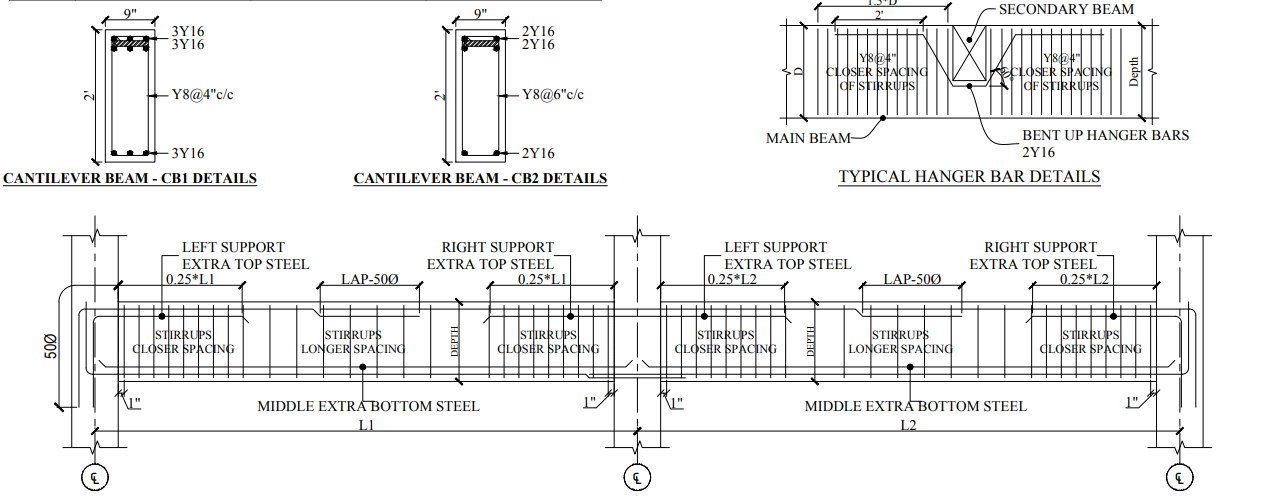 9"
3Y16
3Y16
2'
Y8@4"c/c
3Y16
CANTILEVER BEAM - CB1 DETAILS
9"
2Y16
2Y16
2'
Y8@6"c/c
2Y16
CANTILEVER BEAM - CB2 DETAILS
1.5*D
2'
SECONDARY BEAM
D
Y8@4"
CLOSER SPACING
OF STIRRUPS
Y8@4"
CLOSER SPACING
OF STIRRUPS
Depth
MAIN BEAM
BENT UP HANGER BARS
2Y16
TYPICAL HANGER BAR DETAILS
LEFT SUPPORT
EXTRA TOP STEEL
0.25*L1
LAP-50Ø
RIGHT SUPPORT
EXTRA TOP STEEL
0.25*L1
LEFT SUPPORT
EXTRA TOP STEEL
0.25*L2
LAP-50Ø
RIGHT SUPPORT
EXTRA TOP STEEL
0.25*L2
50Ø
STIRRUPS
CLOSER SPACING
STIRRUPS
LONGER SPACING
DEPTH
STIRRUPS
CLOSER SPACING
STIRRUPS
CLOSER SPACING
DEPTH
STIRRUPS
LONGER SPACING
STIRRUPS
CLOSER SPACING
1"
MIDDLE EXTRA BOTTOM STEEL
1"
1"
MIDDLE EXTRA BOTTOM STEEL
1"
L1
L2
℄
℄
℄